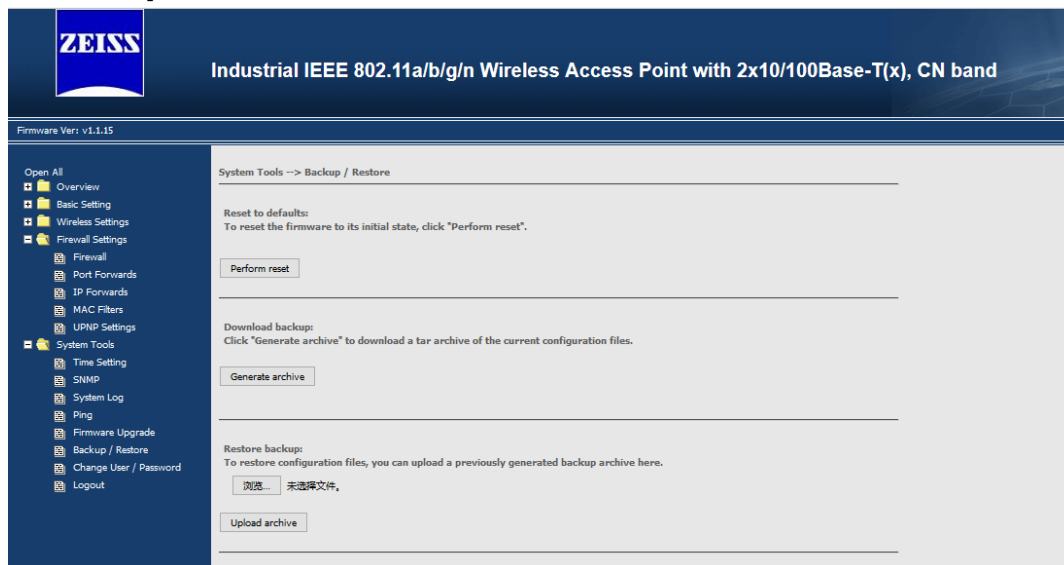 ZEISS
Industrial IEEE 802.11a/b/g/n Wireless Access Point with 2x10/100Base-T(x), CN band
Firmware Ver: v1.1.15
Open All
Overview
Basic Setting
Wireless Settings
Firewall Settings
Firewall
Port Forwards
IP Forwards
MAC Filters
UPNP Settings
System Tools
Time Setting
SNMP
System Log
Ping
Firmware Upgrade
Backup / Restore
Change User / Password
Logout
System Tools --> Backup / Restore
Reset to defaults:
To reset the firmware to its initial state, click "Perform reset".
Perform reset
Download backup:
Click "Generate archive" to download a tar archive of the current configuration files.
Generate archive
Restore backup:
To restore configuration files, you can upload a previously generated backup archive here.
浏览... 未选择文件。
Upload archive